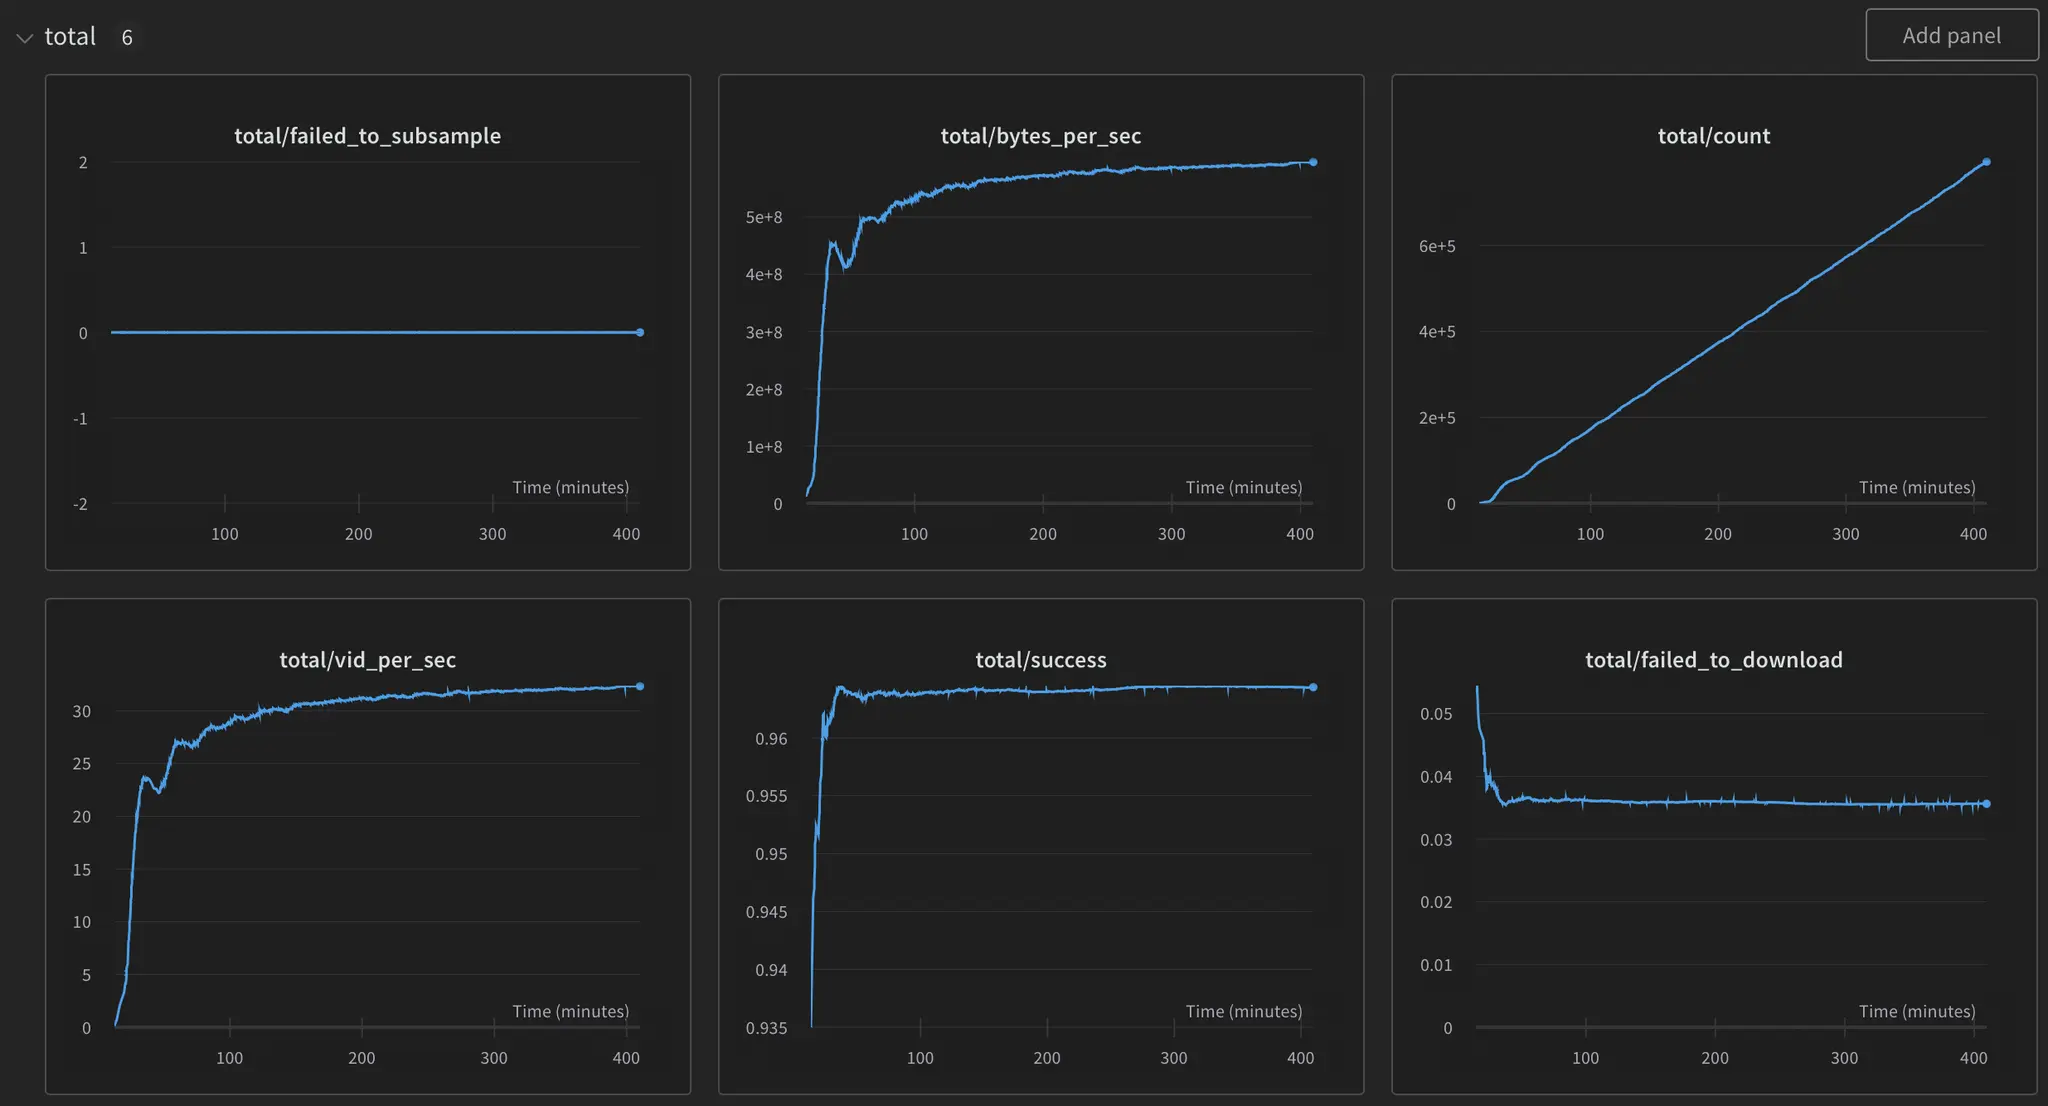 total 6
Add panel
total/failed_to_subsample
2
1
0
-1
-2
Time (minutes)
100 200 300 400
total/bytes_per_sec
5e+8
4e+8
3e+8
2e+8
1e+8
0
Time (minutes)
100 200 300 400
total/count
6e+5
4e+5
2e+5
0
Time (minutes)
100 200 300 400
total/vid_per_sec
30
25
20
15
10
5
0
Time (minutes)
100 200 300 400
total/success
0.96
0.955
0.95
0.945
0.94
0.935
Time (minutes)
100 200 300 400
total/failed_to_download
0.05
0.04
0.03
0.02
0.01
0
Time (minutes)
100 200 300 400